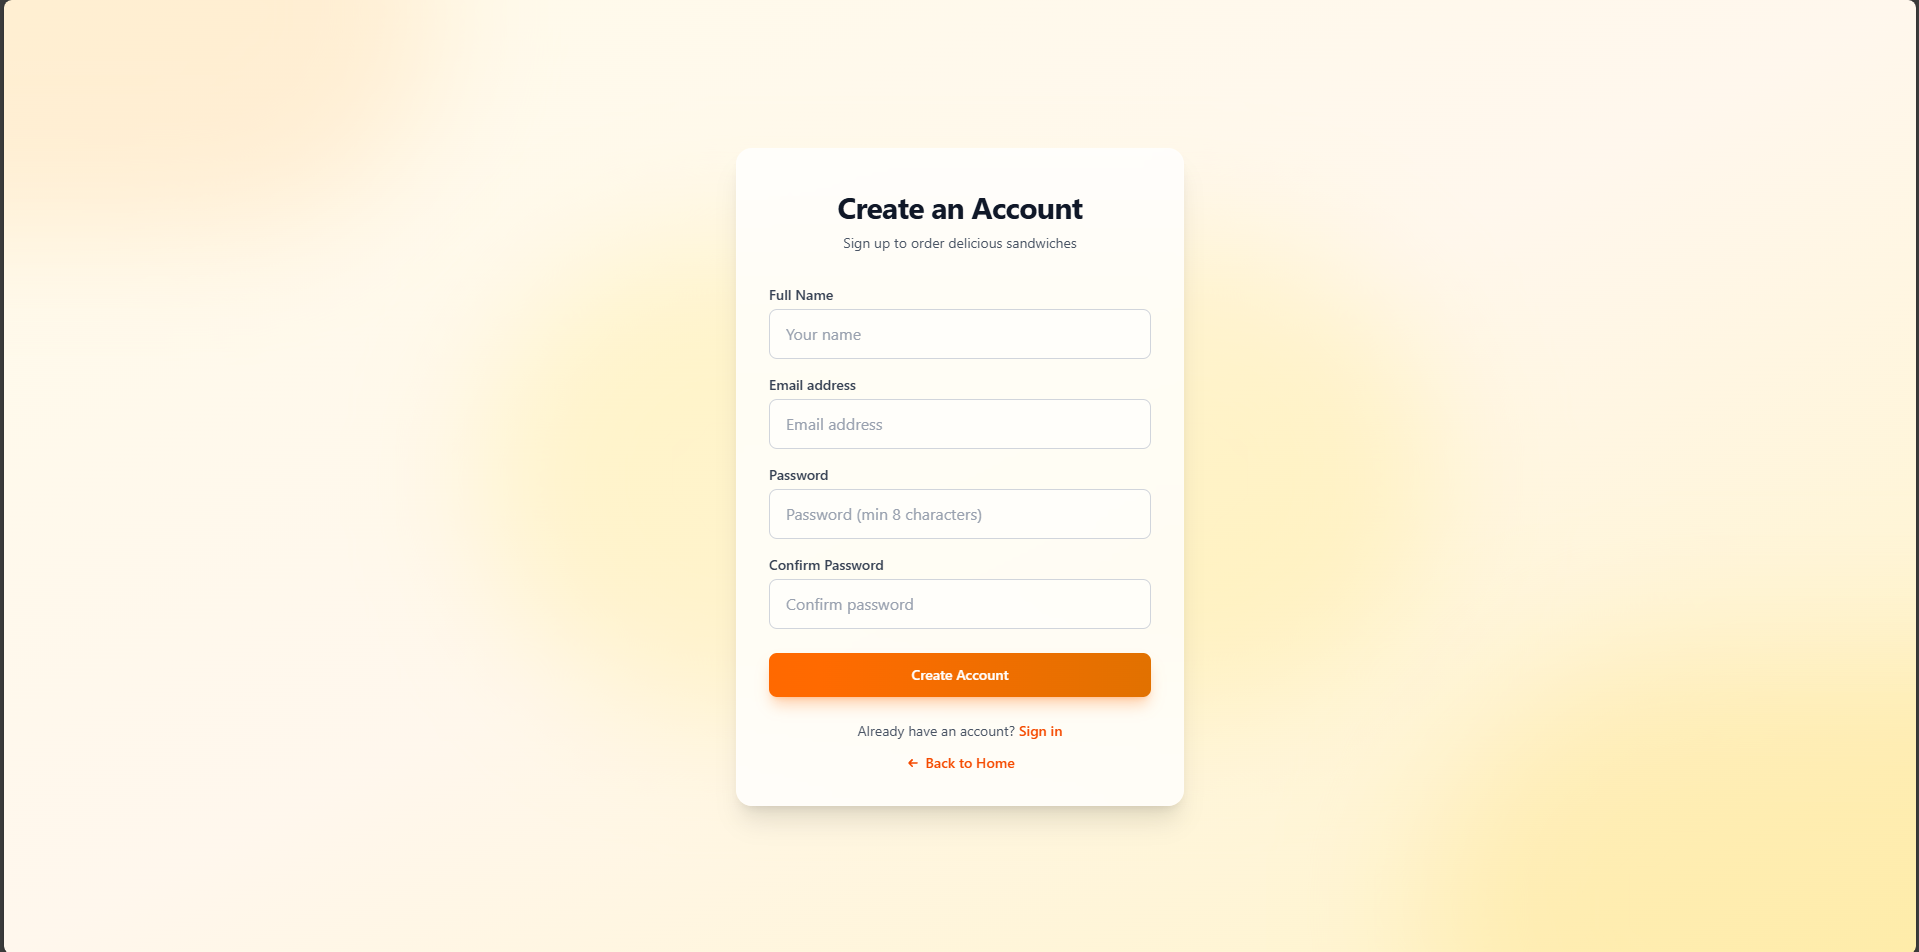 Create an Account
Sign up to order delicious sandwiches
Full Name
Your name
Email address
Email address
Password
Password (min 8 characters)
Confirm Password
Confirm password
Create Account
Already have an account? Sign in
← Back to Home